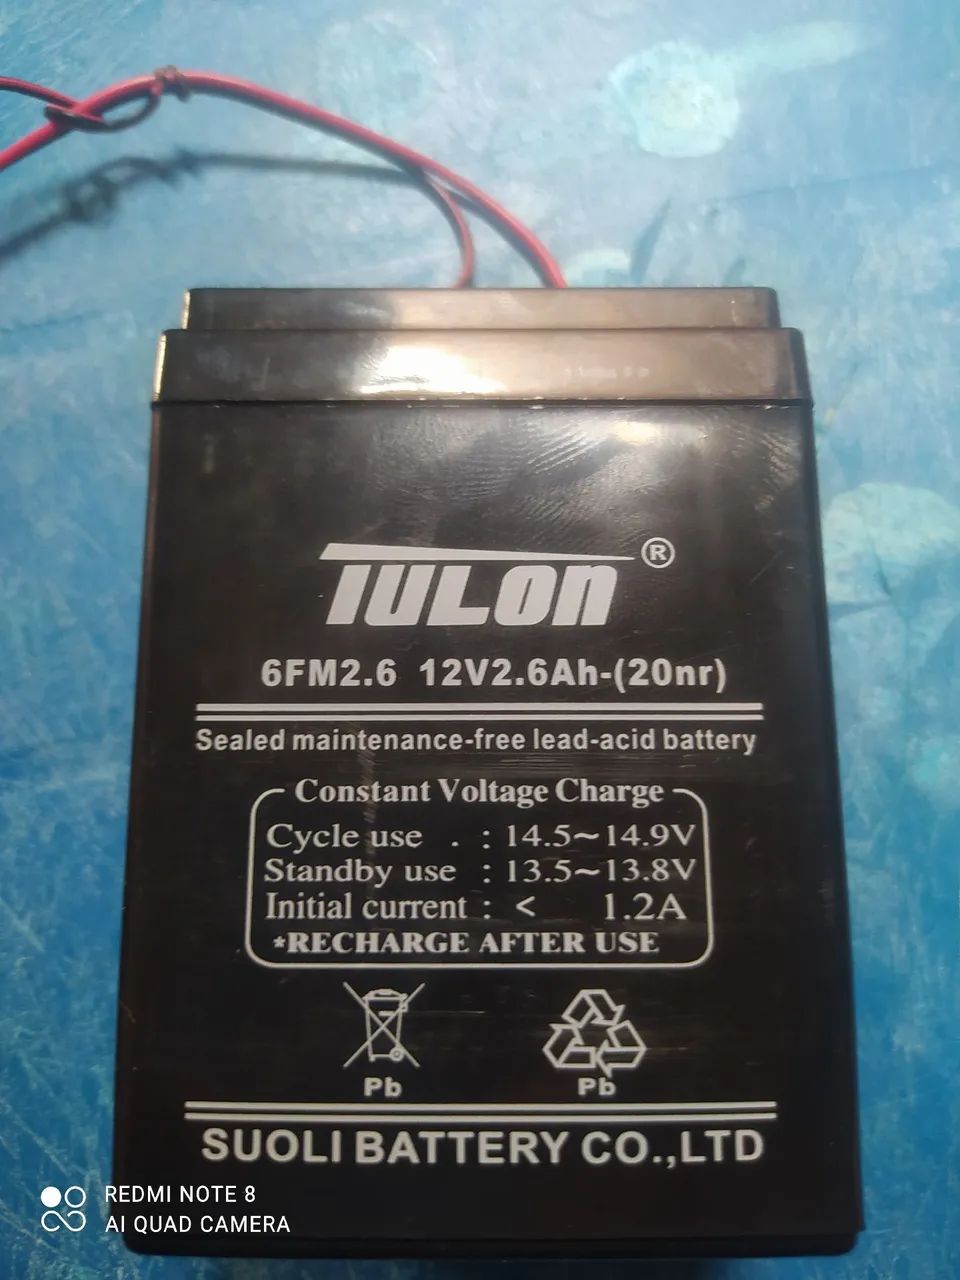 TULON ®
6FM2.6 12V2.6Ah-(20nr)
Sealed maintenance-free lead-acid battery
Constant Voltage Charge
Cycle use . : 14.5~14.9V
Standby use : 13.5~13.8V
Initial current : < 1.2A
*RECHARGE AFTER USE
Pb Pb
SUOLI BATTERY CO.,LTD
REDMI NOTE 8
AI QUAD CAMERA